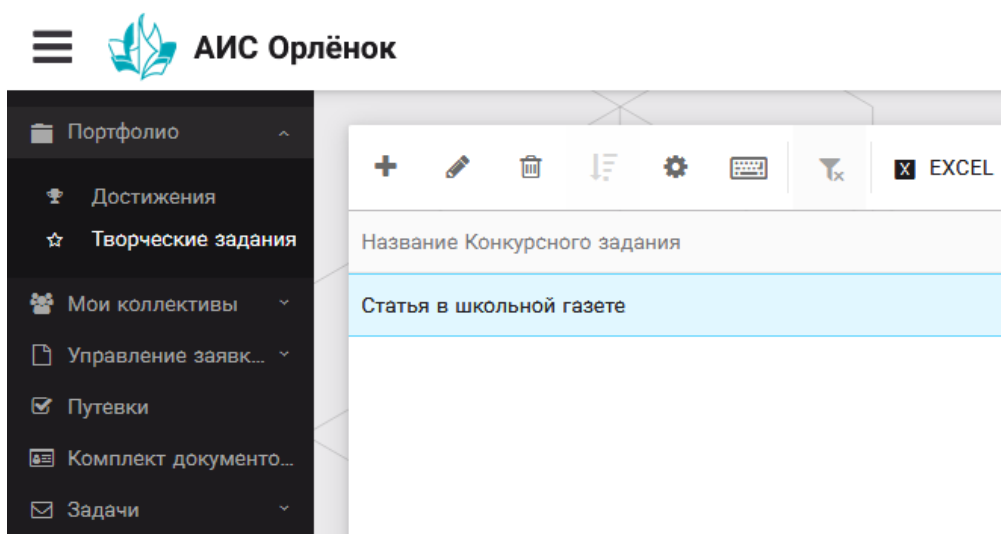 АИС Орлёнок
Портфолио
Достижения
Творческие задания
Мои коллективы
Управление заявк...
Путевки
Комплект документо...
Задачи
X EXCEL
Название Конкурсного задания
Статья в школьной газете